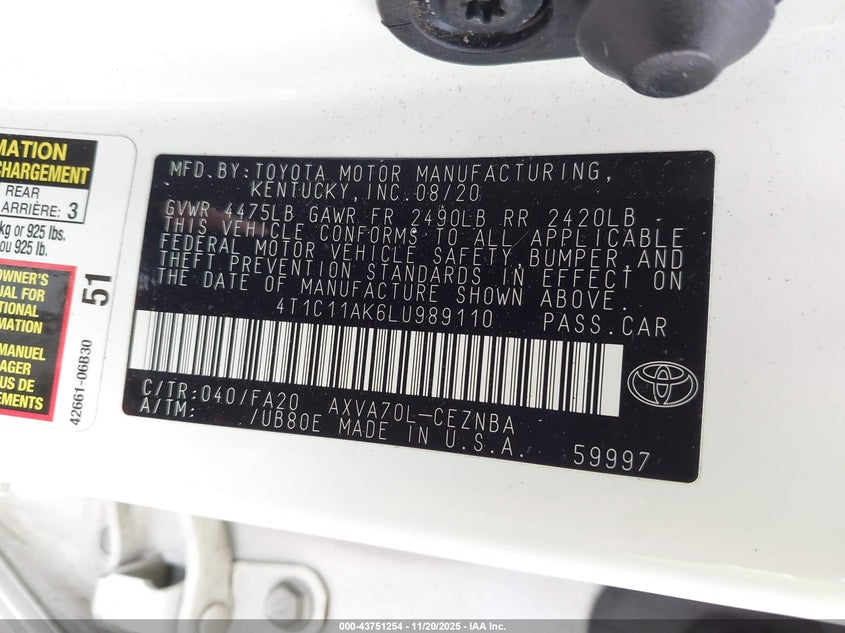 MATION
CHARGEMENT
REAR
ARRIÈRE: 3
kg or 925 lbs.
ou 925 lb.
OWNER'S
UAL FOR
TIONAL
RMATION
MANUEL
AIRE
US DE
EMENTS
51
42661-06B30
MFD.BY:TOYOTA MOTOR MANUFACTURING,
KENTUCKY,INC.08/20
GVWR 4475LB GAWR FR 2490LB RR 2420LB
THIS VEHICLE CONFORMS TO ALL APPLICABLE
FEDERAL MOTOR VEHICLE SAFETY,BUMPER,AND
THEFT PREVENTION STANDARDS IN EFFECT ON
THE DATE OF MANUFACTURE SHOWN ABOVE.
4T1C11AK6LU989110 PASS.CAR
C/TR:040/FA20 AXVA70L-CEZNBA
A/TM: /UB80E MADE IN U.S.A.
59997
000-43751254 - 11/20/2025 - IAA Inc.